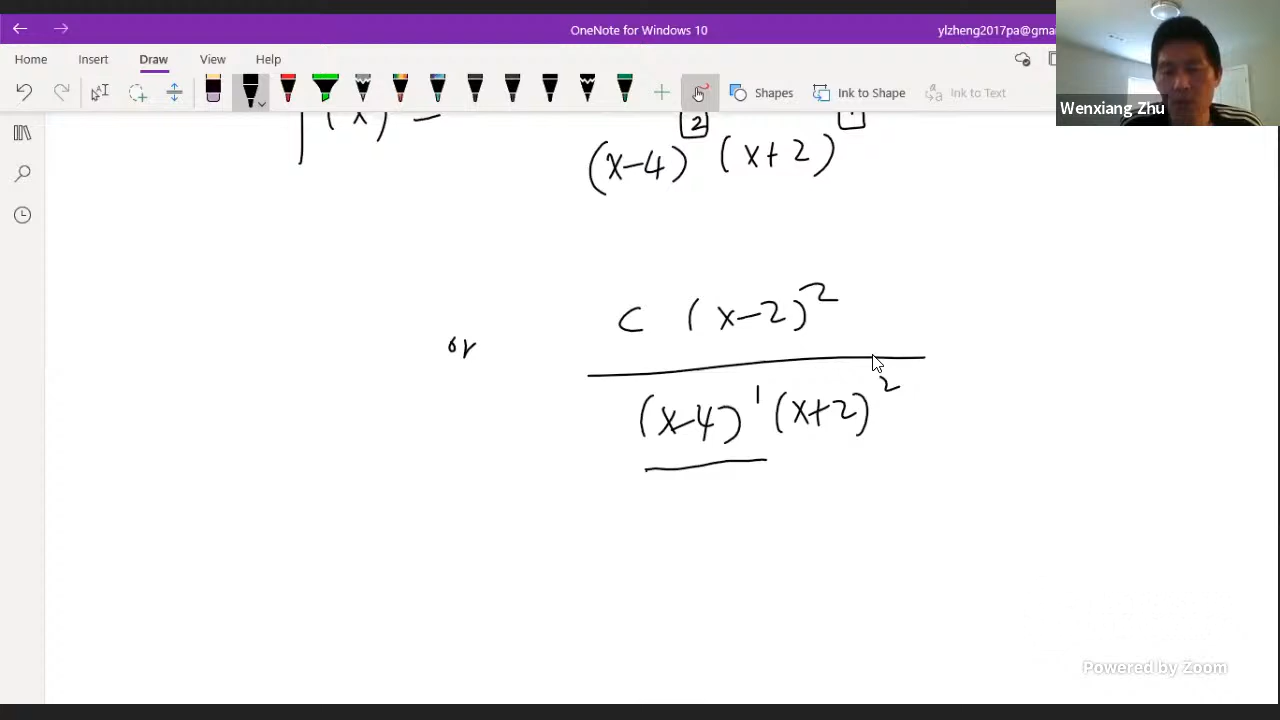 OneNote for Windows 10
ylzheng2017pa@gma
Wenxiang Zhu
Home Insert Draw View Help
Shapes Ink to Shape Ink to Text
(x) =
2
(x-4) (x+2)
or
C (x-2)^2
(x-4)^1 (x+2)^2
Powered by Zoom